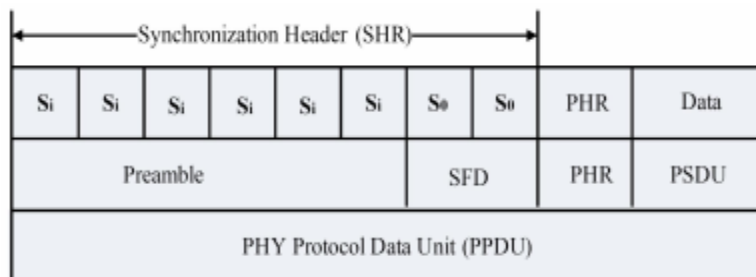 Synchronization Header (SHR)
Si Si Si Si Si Si S0 S0 PHR Data
Preamble SFD PHR PSDU
PHY Protocol Data Unit (PPDU)